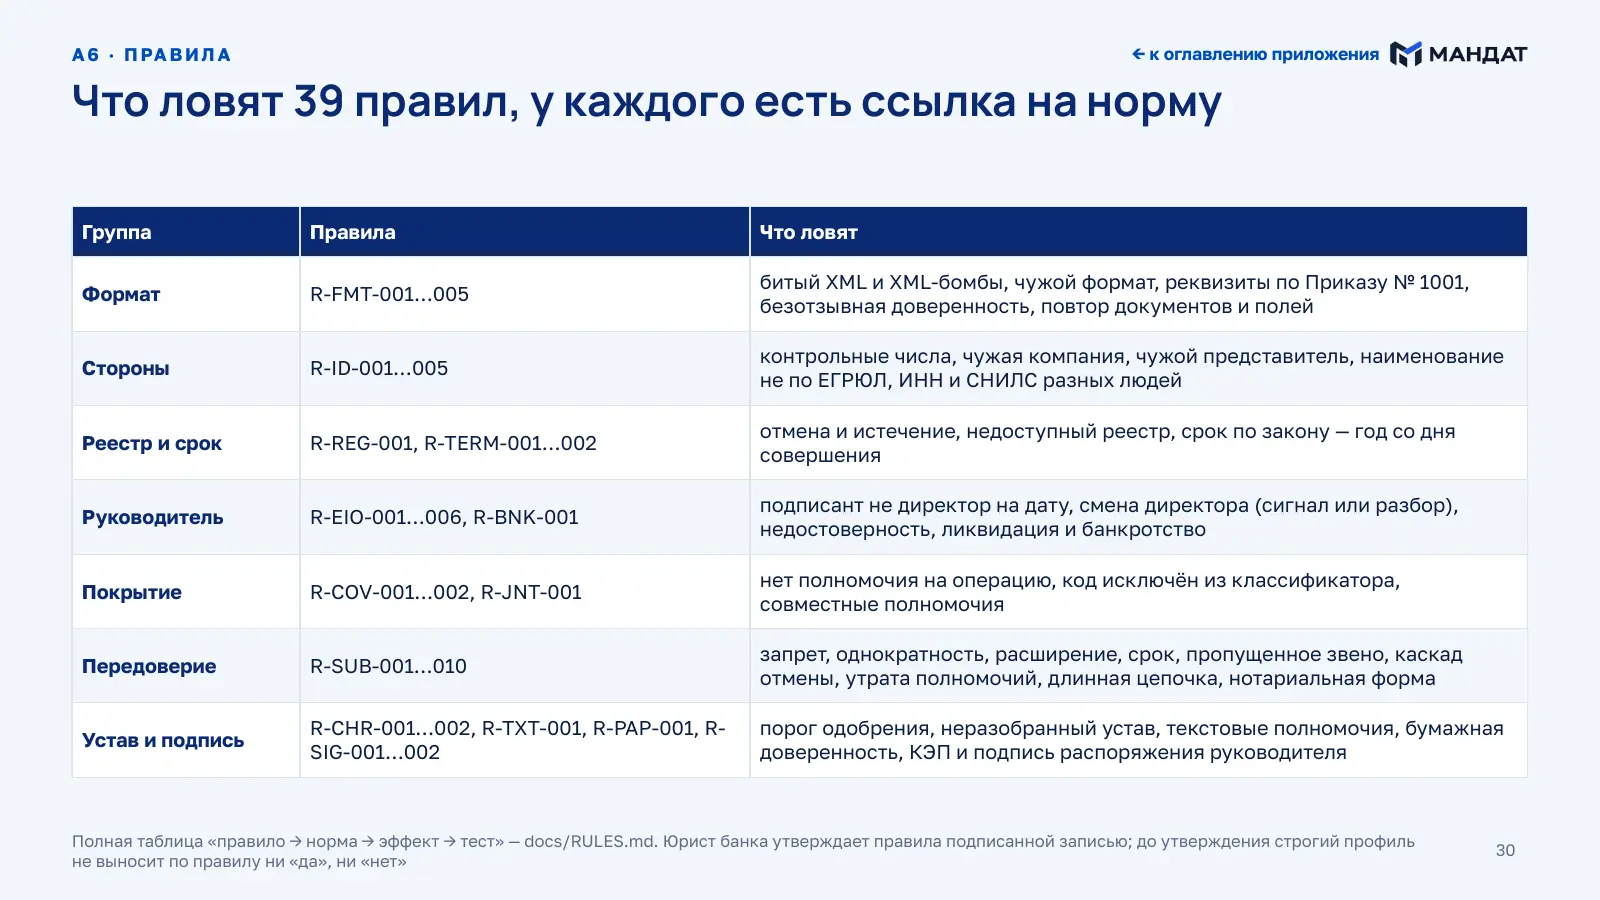 А6 · ПРАВИЛА
← к оглавлению приложения МАНДАТ
Что ловят 39 правил, у каждого есть ссылка на норму
Группа Правила Что ловят
Формат R-FMT-001…005 битый XML и XML-бомбы, чужой формат, реквизиты по Приказу № 1001,
безотзывная доверенность, повтор документов и полей
Стороны R-ID-001…005 контрольные числа, чужая компания, чужой представитель, наименование
не по ЕГРЮЛ, ИНН и СНИЛС разных людей
Реестр и срок R-REG-001, R-TERM-001…002 отмена и истечение, недоступный реестр, срок по закону — год со дня
совершения
Руководитель R-EIO-001…006, R-BNK-001 подписант не директор на дату, смена директора (сигнал или разбор),
недостоверность, ликвидация и банкротство
Покрытие R-COV-001…002, R-JNT-001 нет полномочия на операцию, код исключён из классификатора,
совместные полномочия
Передоверие R-SUB-001…010 запрет, однократность, расширение, срок, пропущенное звено, каскад
отмены, утрата полномочий, длинная цепочка, нотариальная форма
Устав и подпись R-CHR-001…002, R-TXT-001, R-PAP-001, R- порог одобрения, неразобранный устав, текстовые полномочия, бумажная
SIG-001…002 доверенность, КЭП и подпись распоряжения руководителя
Полная таблица «правило → норма → эффект → тест» — docs/RULES.md. Юрист банка утверждает правила подписанной записью; до утверждения строгий профиль
не выносит по правилу ни «да», ни «нет»
30